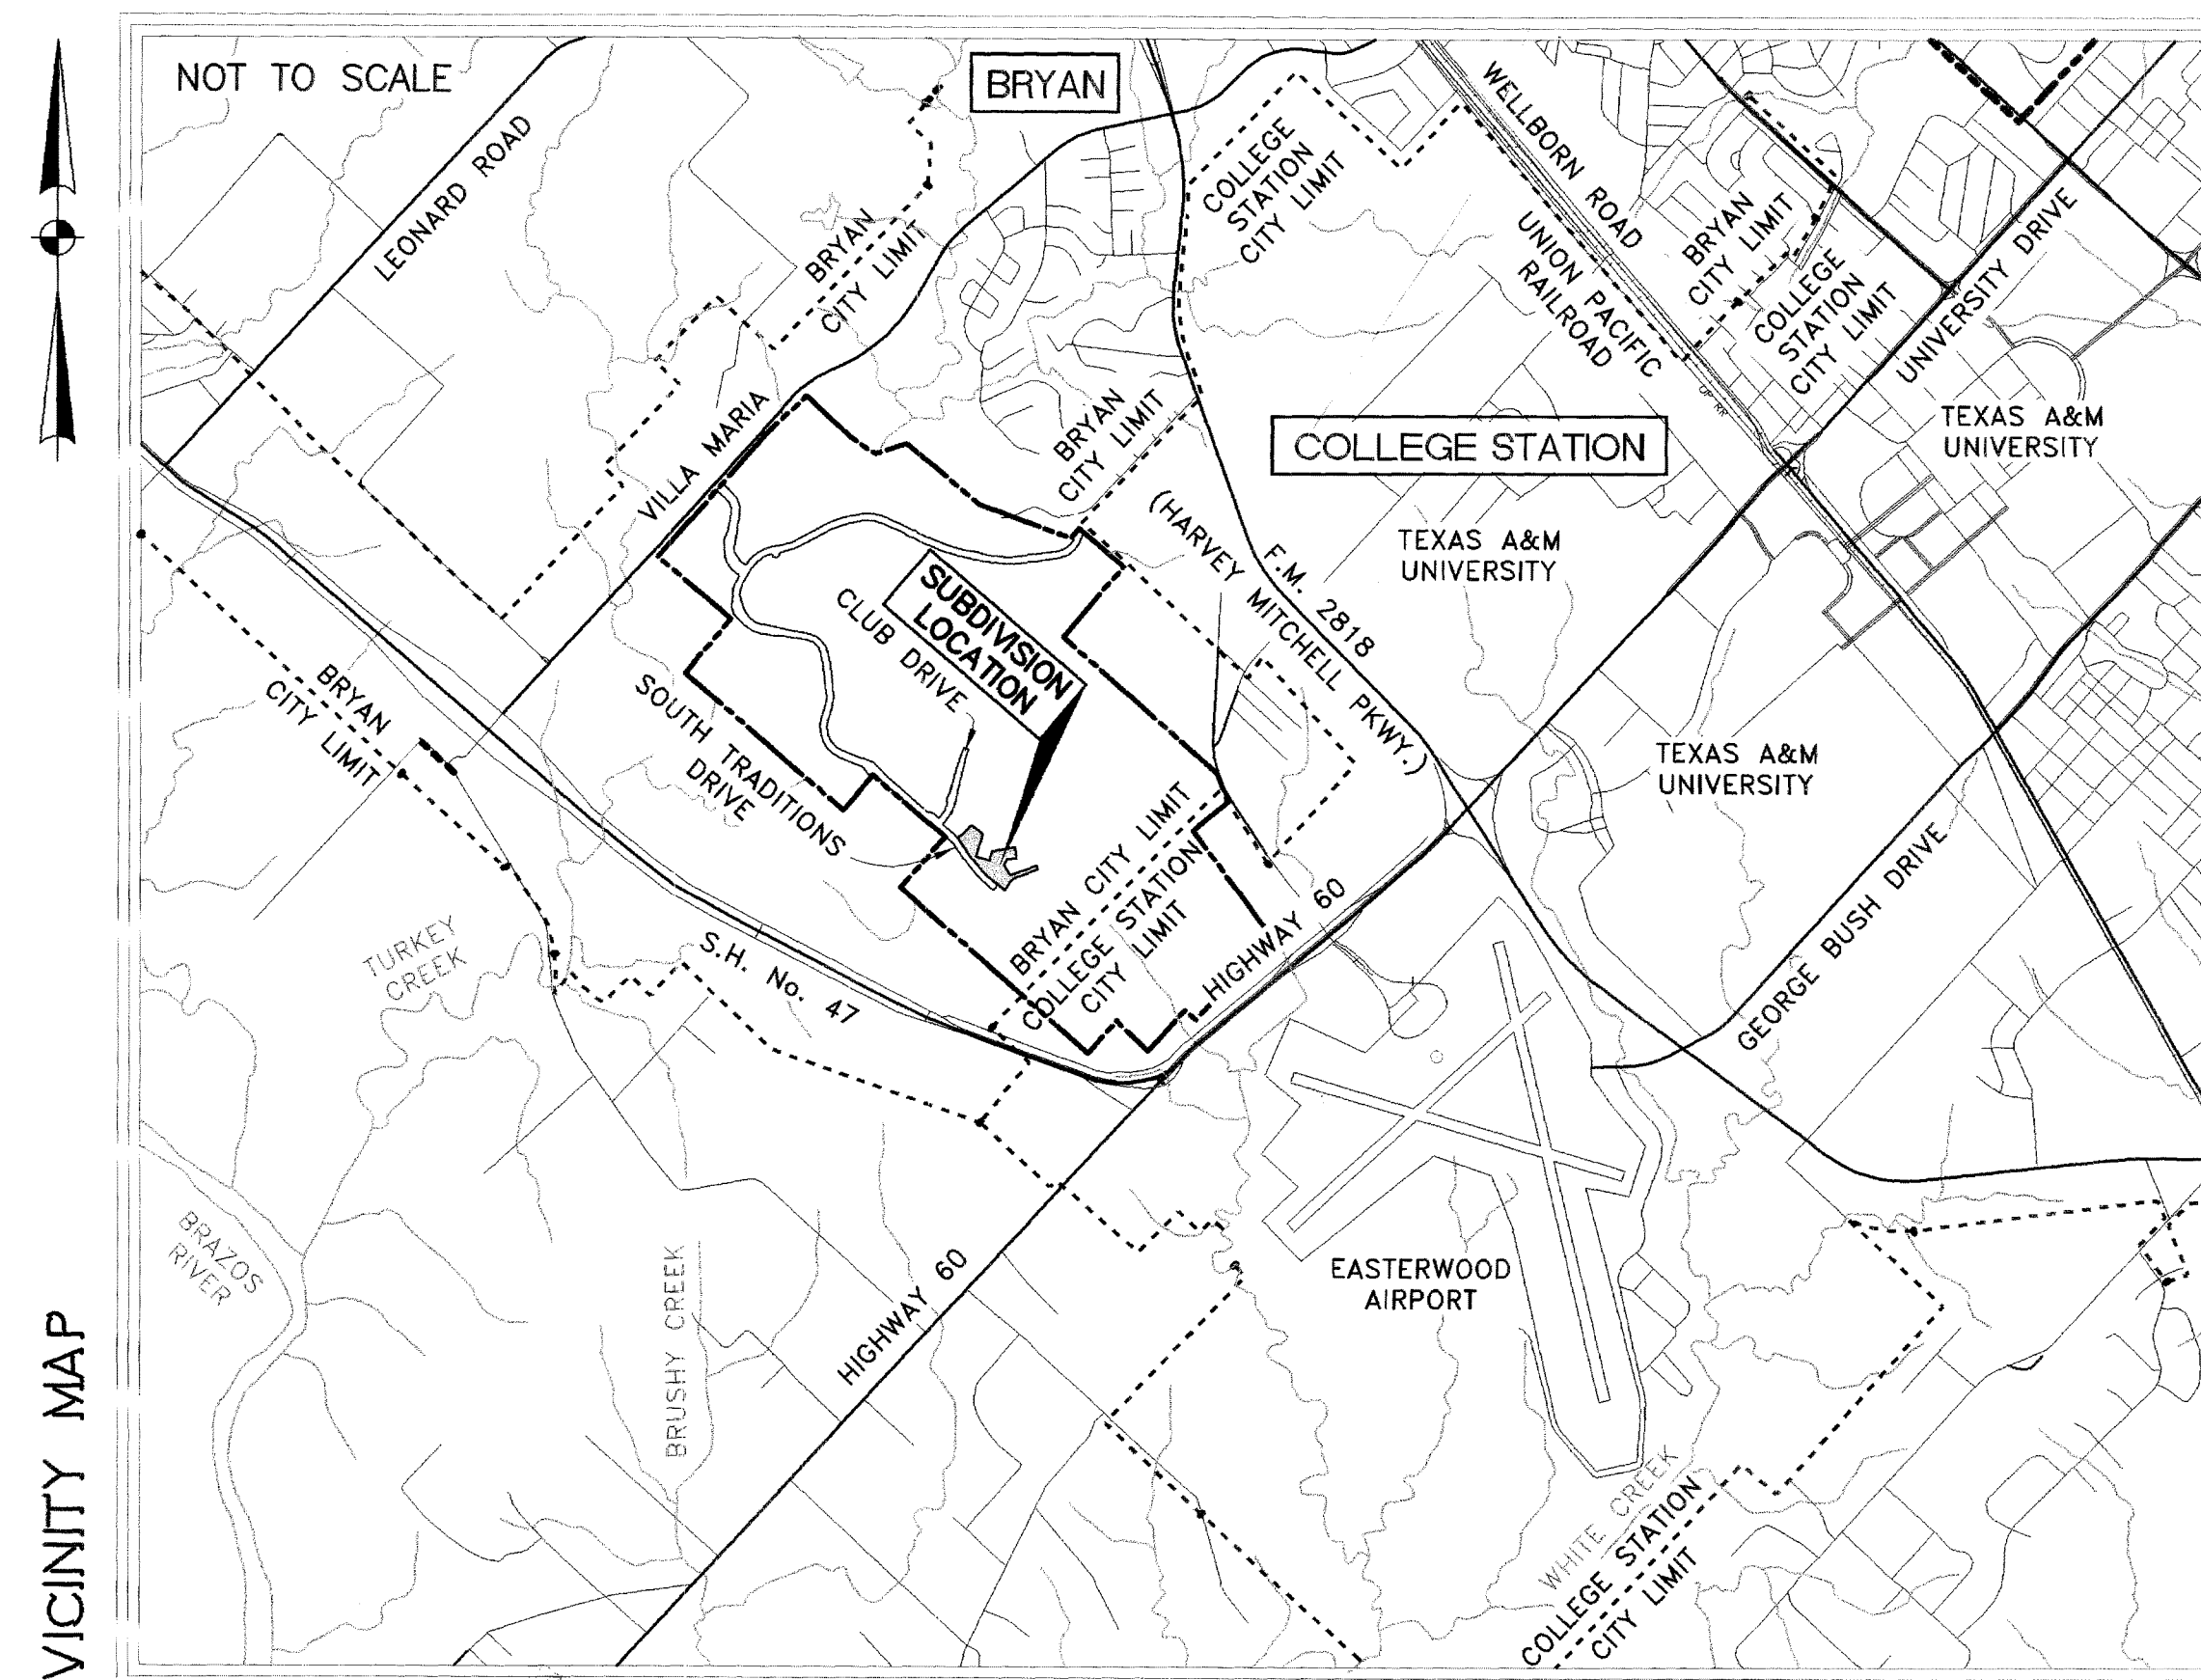 NOT TO SCALE
BRYAN
LEONARD ROAD
BRYAN
CITY LIMIT
COLLEGE
STATION
CITY LIMIT
WELLBORN ROAD
UNION PACIFIC
RAILROAD
BRYAN
CITY LIMIT
COLLEGE
STATION
CITY LIMIT
UNIVERSITY DRIVE
UP RR
TEXAS A&M
UNIVERSITY
VILLA MARIA
BRYAN
CITY LIMIT
COLLEGE STATION
F.M. 2818
(HARVEY MITCHELL PKWY.)
TEXAS A&M
UNIVERSITY
SUBDIVISION
LOCATION
CLUB DRIVE
SOUTH TRADITIONS
DRIVE
BRYAN
CITY LIMIT
TEXAS A&M
UNIVERSITY
BRYAN CITY LIMIT
COLLEGE STATION
CITY LIMIT
HIGHWAY 60
GEORGE BUSH DRIVE
TURKEY
CREEK
S.H. No. 47
BRAZOS
RIVER
BRUSHY CREEK
HIGHWAY 60
EASTERWOOD
AIRPORT
WHITE CREEK
COLLEGE STATION
CITY LIMIT
VICINITY MAP